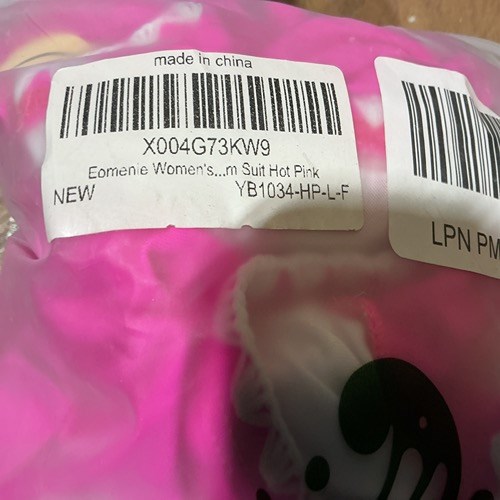 made in china
X004G73KW9
Eomenie Women's...m Suit Hot Pink
NEW YB1034-HP-L-F
LPN PM